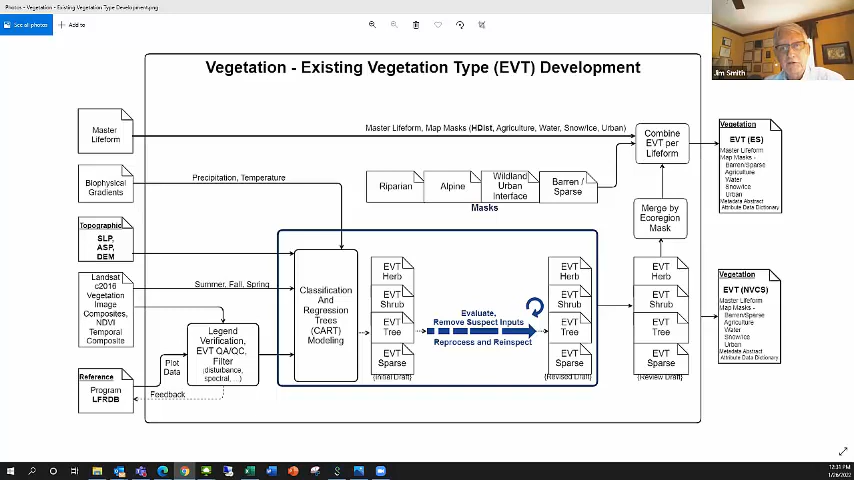 Photos - Vegetation - Existing Vegetation Type Development.png
See all photos
+ Add to
Jim Smith
Vegetation - Existing Vegetation Type (EVT) Development
Master
Lifeform
Master Lifeform, Map Masks (HDist, Agriculture, Water, Snow/Ice, Urban)
Combine
EVT per
Lifeform
Vegetation
EVT (ES)
Master Lifeform
Map Masks -
Barren/Sparse
Agriculture
Water
Snow/Ice
Urban
Metadata Abstract
Attribute Data Dictionary
Biophysical
Gradients
Precipitation, Temperature
Riparian
Alpine
Wildland
Urban
Interface
Barren /
Sparse
Masks
Merge by
Ecoregion
Mask
Topographic
SLP,
ASP,
DEM
Landsat
c2016
Vegetation
Image
Composites,
NDVI
Temporal
Composite
Summer, Fall, Spring
Legend
Verification,
EVT QA/QC,
Filter
(disturbance,
spectral, ...)
Plot
Data
Feedback
Reference
Program
LFRDB
Classification
And
Regression
Trees
(CART)
Modeling
EVT
Herb
EVT
Shrub
EVT
Tree
EVT
Sparse
(Initial Draft)
Evaluate,
Remove Suspect Inputs
Reprocess and Reinspect
EVT
Herb
EVT
Shrub
EVT
Tree
EVT
Sparse
(Revised Draft)
EVT
Herb
EVT
Shrub
EVT
Tree
EVT
Sparse
(Review Draft)
Vegetation
EVT (NVCS)
Master Lifeform
Map Masks -
Barren/Sparse
Agriculture
Water
Snow/Ice
Urban
Metadata Abstract
Attribute Data Dictionary
12:31 PM
1/26/2022